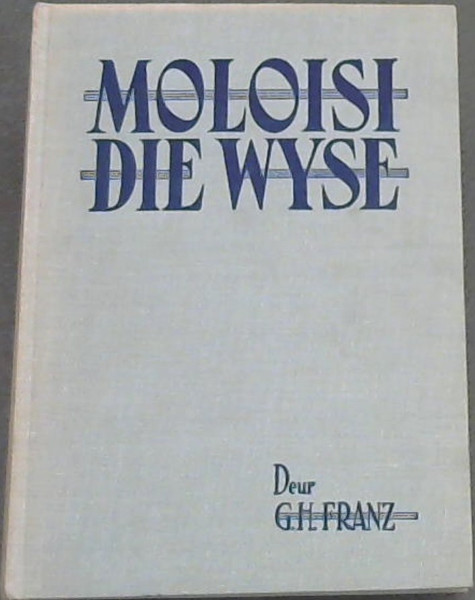 MOLOISI
DIE WYSE
Deur
G.H. FRANZ